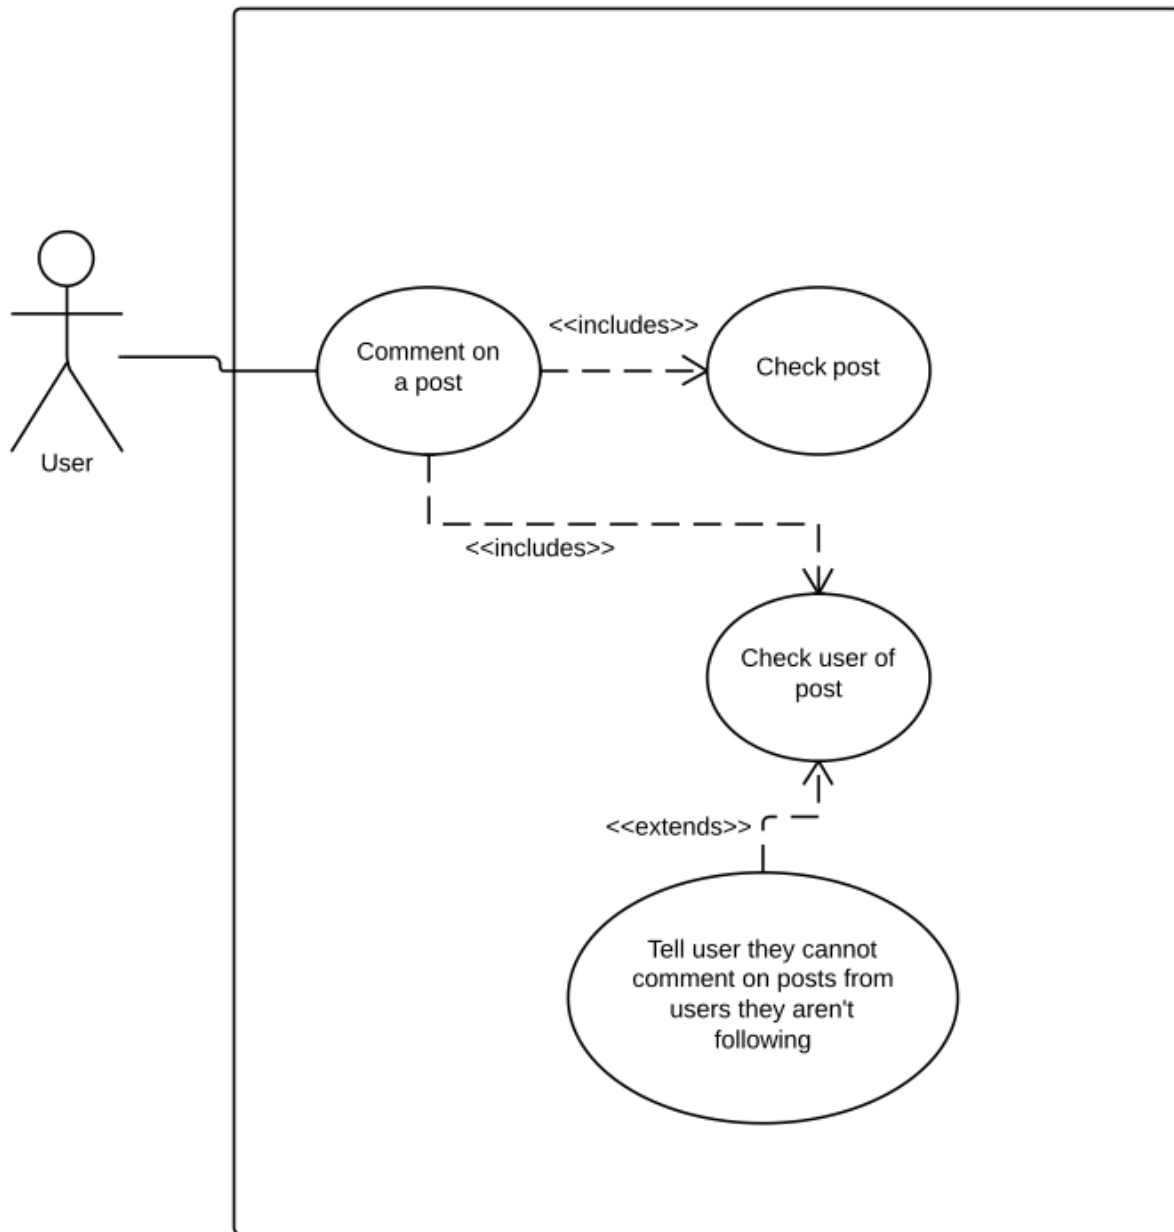 <<includes>>
Comment on
a post
Check post
User
<<includes>>
Check user of
post
<<extends>>
Tell user they cannot
comment on posts from
users they aren't
following